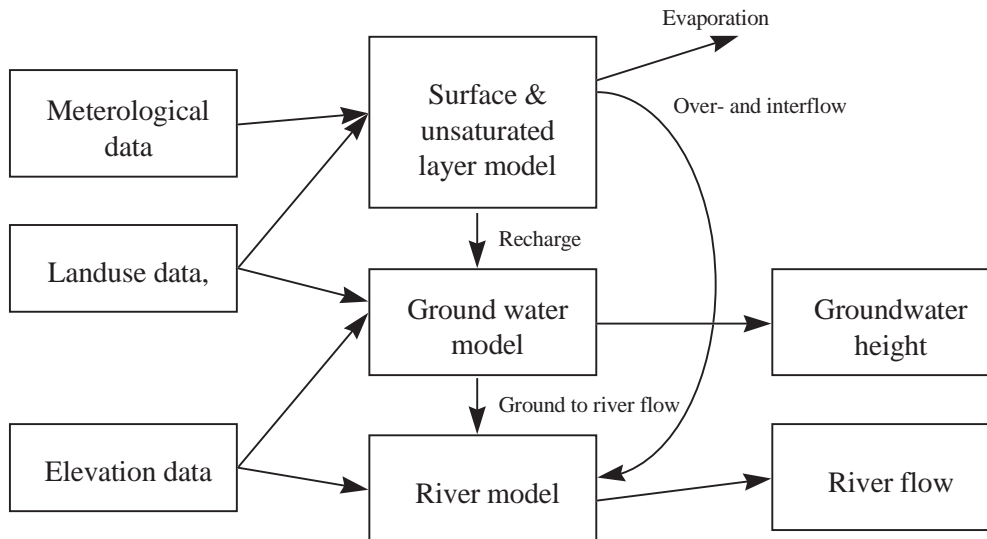 Evaporation
Meterological
data
Surface &
unsaturated
layer model
Over- and interflow
Recharge
Landuse data,
Ground water
model
Groundwater
height
Ground to river flow
Elevation data
River model
River flow